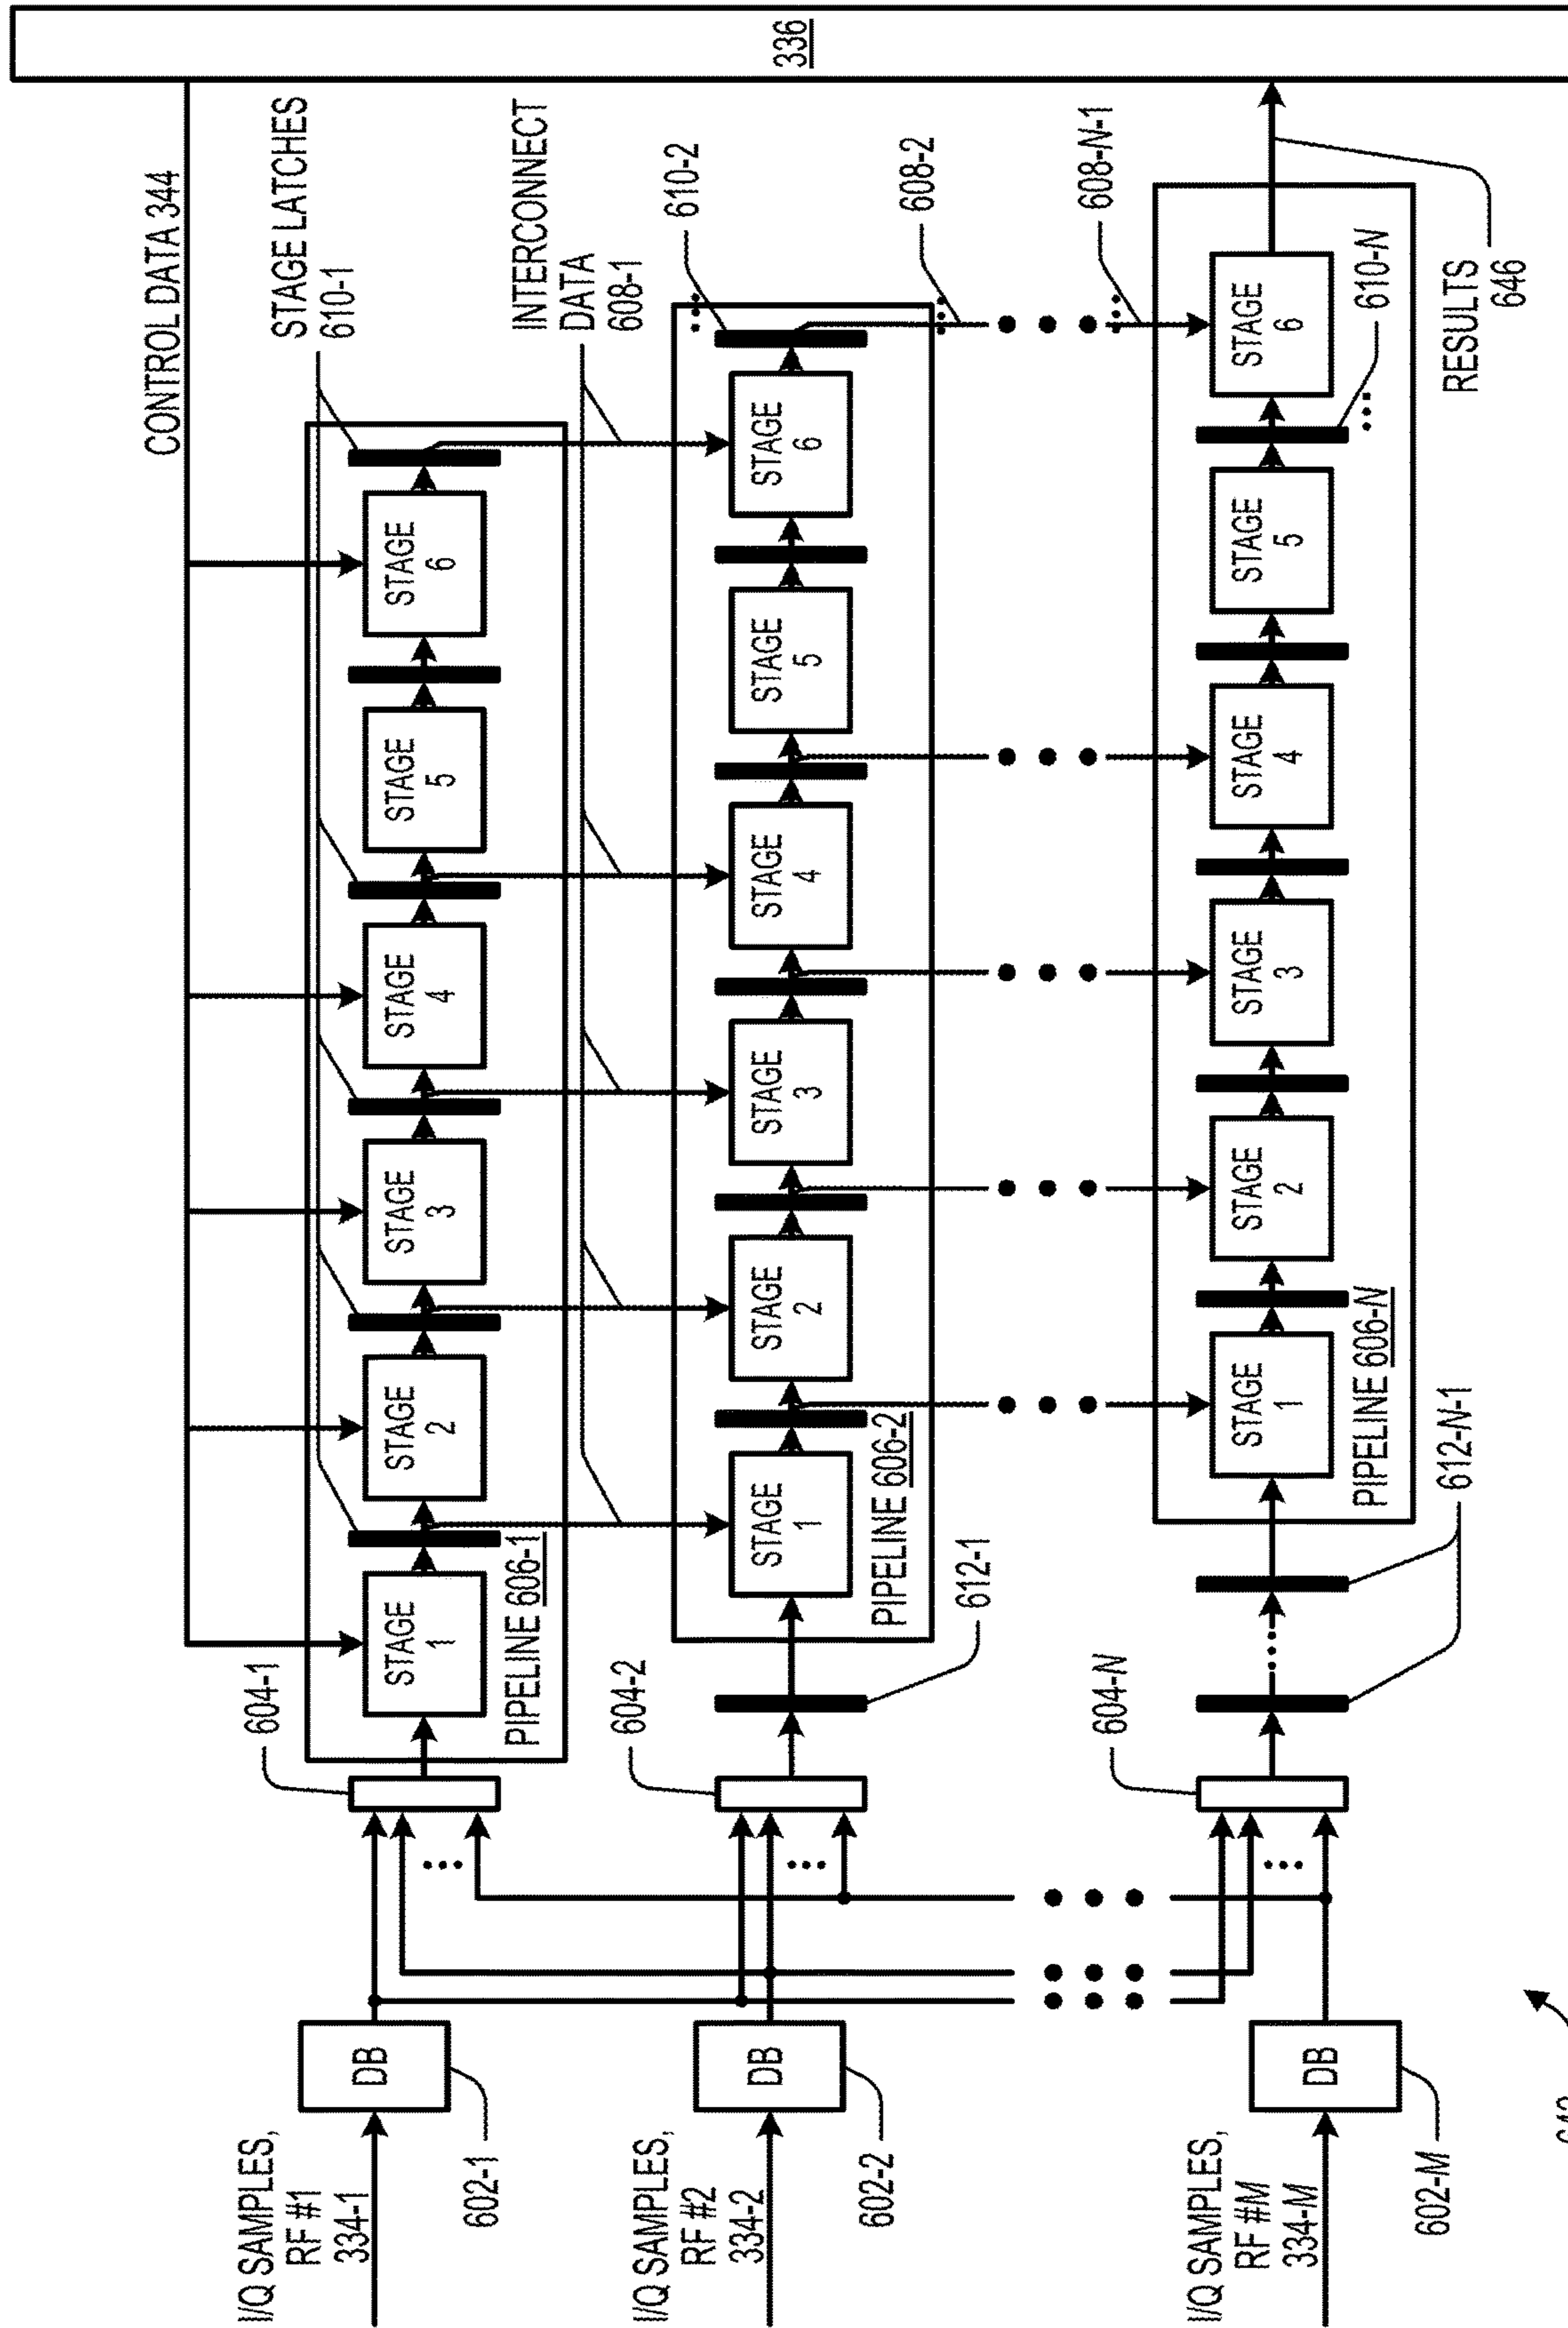 336
CONTROL DATA 344
STAGE LATCHES
610-1
INTERCONNECT
DATA
608-1
610-2
608-2
608-N-1
610-N
RESULTS
646
604-1
STAGE
1
STAGE
2
STAGE
3
STAGE
4
STAGE
5
STAGE
6
PIPELINE 606-1
604-2
612-1
STAGE
1
STAGE
2
STAGE
3
STAGE
4
STAGE
5
STAGE
6
PIPELINE 606-2
604-N
612-N-1
STAGE
1
STAGE
2
STAGE
3
STAGE
4
STAGE
5
STAGE
6
PIPELINE 606-N
I/Q SAMPLES,
RF #1
334-1
DB
602-1
I/Q SAMPLES,
RF #2
334-2
DB
602-2
I/Q SAMPLES,
RF #M
334-M
DB
602-M